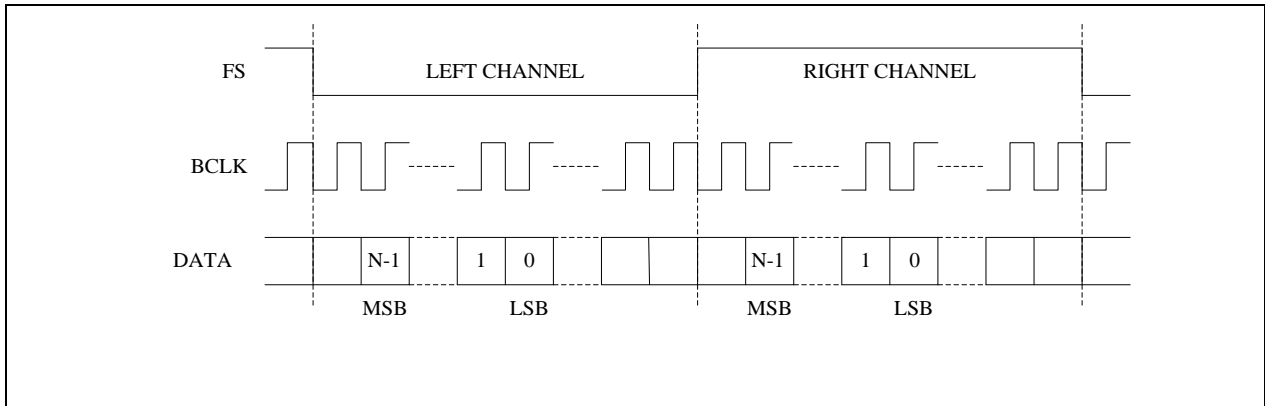 FS LEFT CHANNEL RIGHT CHANNEL
BCLK
DATA N-1 1 0 N-1 1 0
MSB LSB MSB LSB